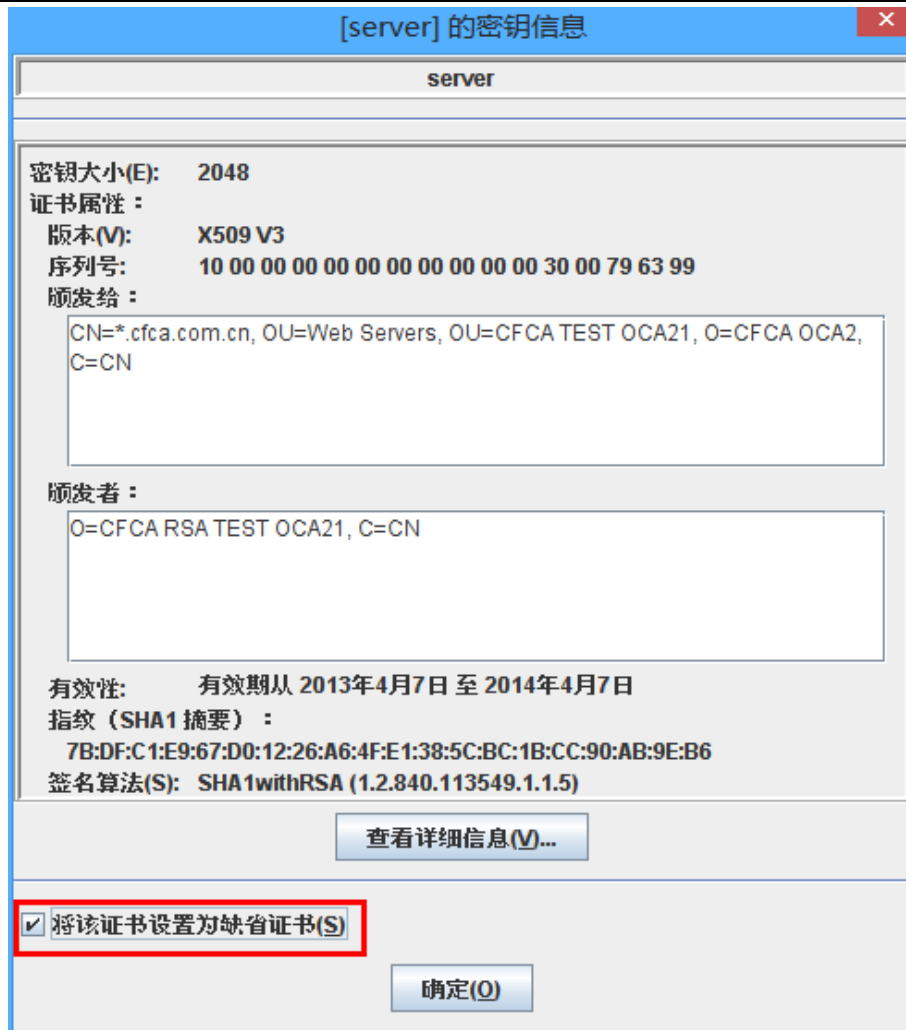 [server] 的密钥信息
server
密钥大小(E): 2048
证书属性：
版本(V): X509 V3
序列号: 10 00 00 00 00 00 00 00 00 00 00 30 00 79 63 99
颁发给：
CN=*.cfca.com.cn, OU=Web Servers, OU=CFCA TEST OCA21, O=CFCA OCA2,
C=CN
颁发者：
O=CFCA RSA TEST OCA21, C=CN
有效性: 有效期从 2013年4月7日 至 2014年4月7日
指纹（SHA1 摘要）：
7B:DF:C1:E9:67:D0:12:26:A6:4F:E1:38:5C:BC:1B:CC:90:AB:9E:B6
签名算法(S): SHA1withRSA (1.2.840.113549.1.1.5)
查看详细信息(V)...
将该证书设置为缺省证书(S)
确定(O)